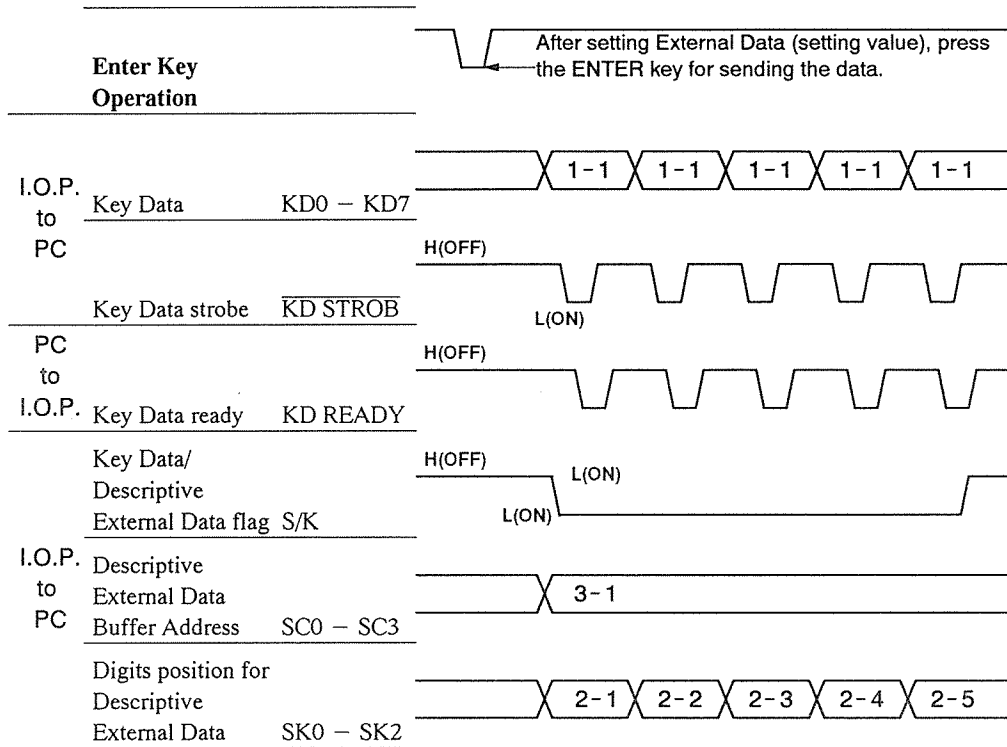 Enter Key
Operation
After setting External Data (setting value), press
the ENTER key for sending the data.
I.O.P.
to
PC
Key Data KD0 – KD7
1-1 1-1 1-1 1-1 1-1
Key Data strobe KD STROB
H(OFF)
L(ON)
PC
to
I.O.P.
Key Data ready KD READY
H(OFF)
Key Data/
Descriptive
External Data flag S/K
H(OFF)
L(ON)
L(ON)
I.O.P.
to
PC
Descriptive
External Data
Buffer Address SC0 – SC3
3-1
Digits position for
Descriptive
External Data SK0 – SK2
2-1 2-2 2-3 2-4 2-5